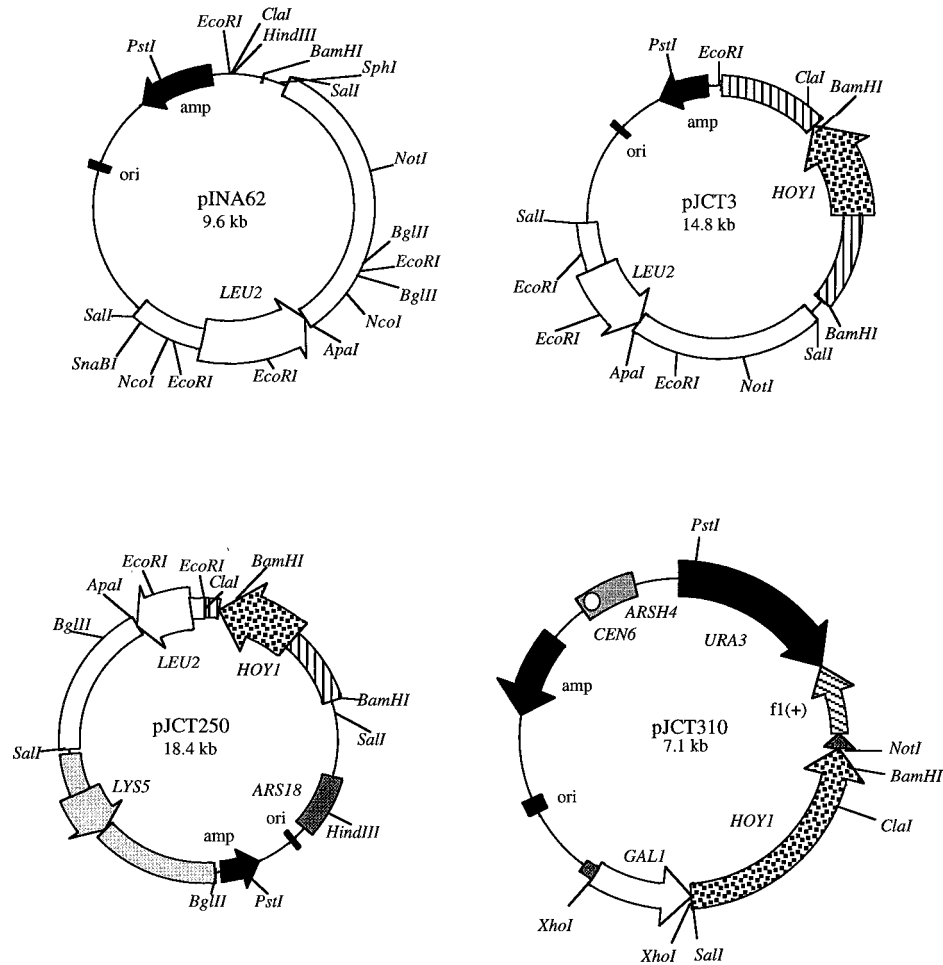 ClaI
EcoRI
HindIII
PstI
BamHI
SphI
SalI
amp
NotI
ori
pINA62
9.6 kb
BglII
EcoRI
BglII
LEU2
NcoI
SalI
ApaI
SnaBI
NcoI
EcoRI
EcoRI
PstI
EcoRI
ClaI
BamHI
amp
ori
HOY1
pJCT3
14.8 kb
SalI
LEU2
EcoRI
EcoRI
BamHI
SalI
ApaI
EcoRI
NotI
EcoRI
EcoRI
BamHI
ClaI
ApaI
BglII
LEU2
HOY1
BamHI
pJCT250
18.4 kb
SalI
SalI
LYS5
ARS18
amp
ori
HindIII
BglII
PstI
PstI
ARSH4
CEN6
URA3
amp
f1(+)
pJCT310
7.1 kb
NotI
BamHI
ori
HOY1
ClaI
GAL1
XhoI
XhoI
SalI